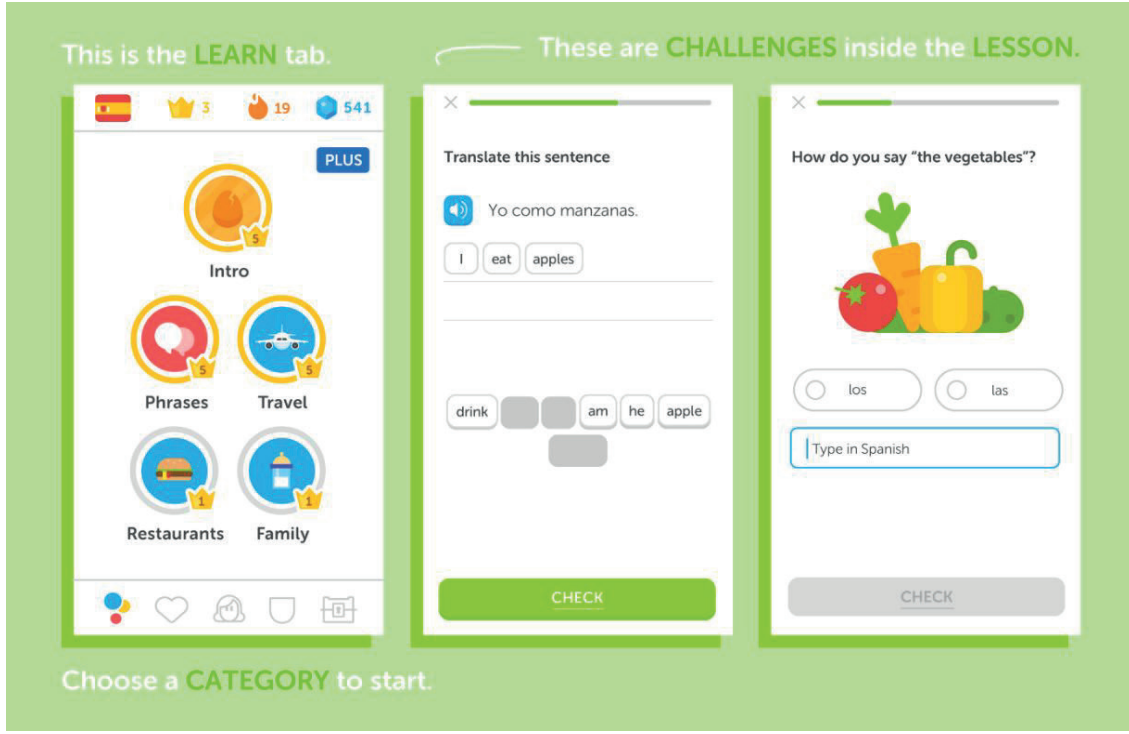 This is the LEARN tab.
These are CHALLENGES inside the LESSON.
3 19 541
PLUS
5
Intro
5 5
Phrases Travel
1 1
Restaurants Family
Choose a CATEGORY to start.
Translate this sentence
Yo como manzanas.
I eat apples
drink am he apple
CHECK
How do you say “the vegetables”?
los las
Type in Spanish
CHECK